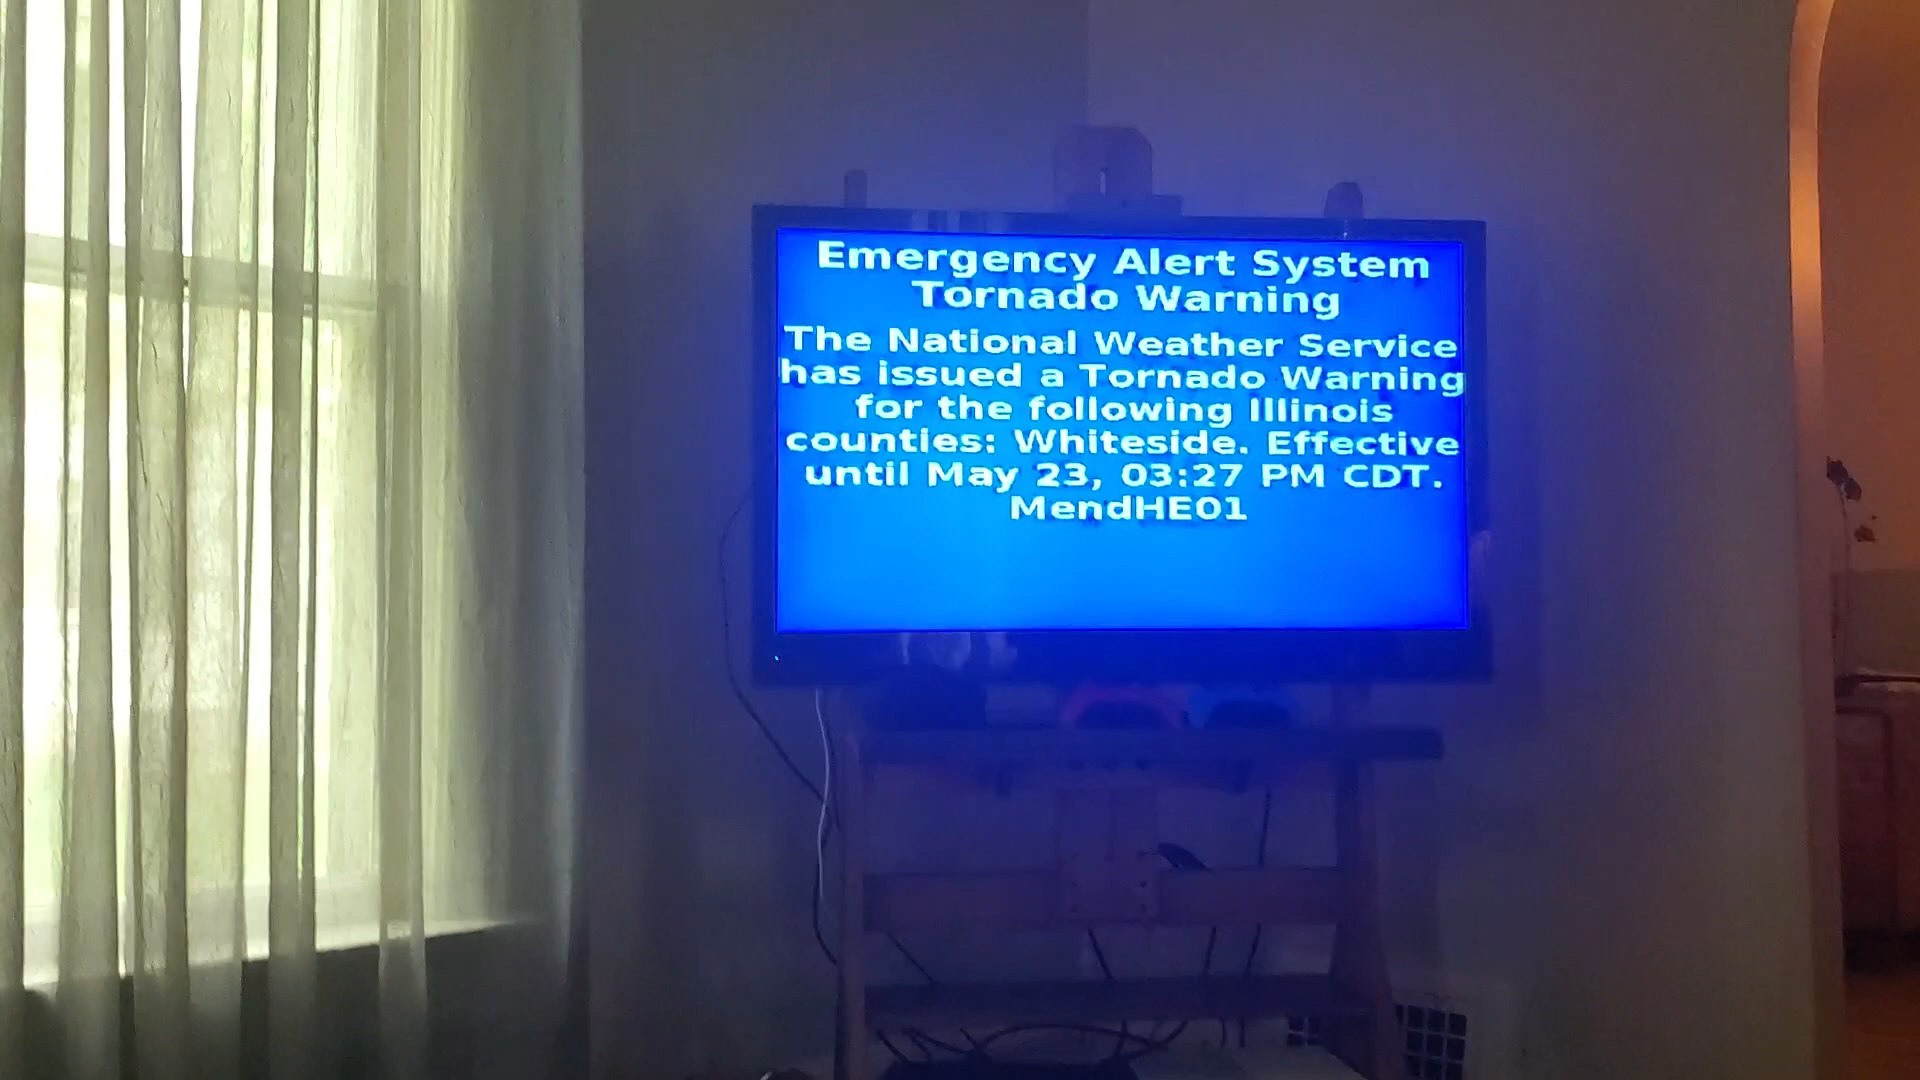 Emergency Alert System
Tornado Warning
The National Weather Service
has issued a Tornado Warning
for the following Illinois
counties: Whiteside. Effective
until May 23, 03:27 PM CDT.
MendHE01